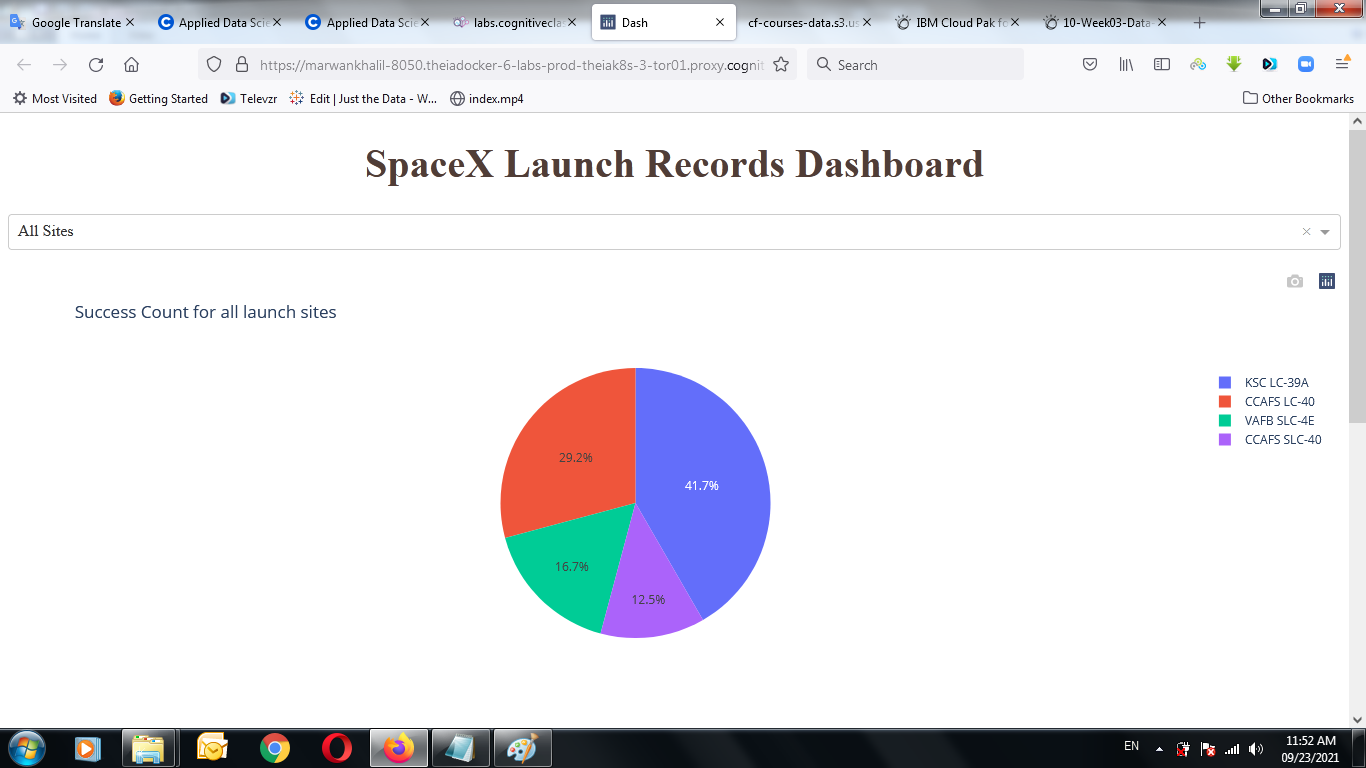 Google Translate
Applied Data Scie
Applied Data Scie
labs.cognitivecla
Dash
cf-courses-data.s3.us
IBM Cloud Pak fo
10-Week03-Data-
https://marwankhalil-8050.theiadocker-6-labs-prod-theiak8s-3-tor01.proxy.cognit
Search
Most Visited
Getting Started
Televzr
Edit | Just the Data - W...
index.mp4
Other Bookmarks
SpaceX Launch Records Dashboard
All Sites
Success Count for all launch sites
KSC LC-39A
CCAFS LC-40
VAFB SLC-4E
CCAFS SLC-40
29.2%
41.7%
16.7%
12.5%
EN
11:52 AM
09/23/2021